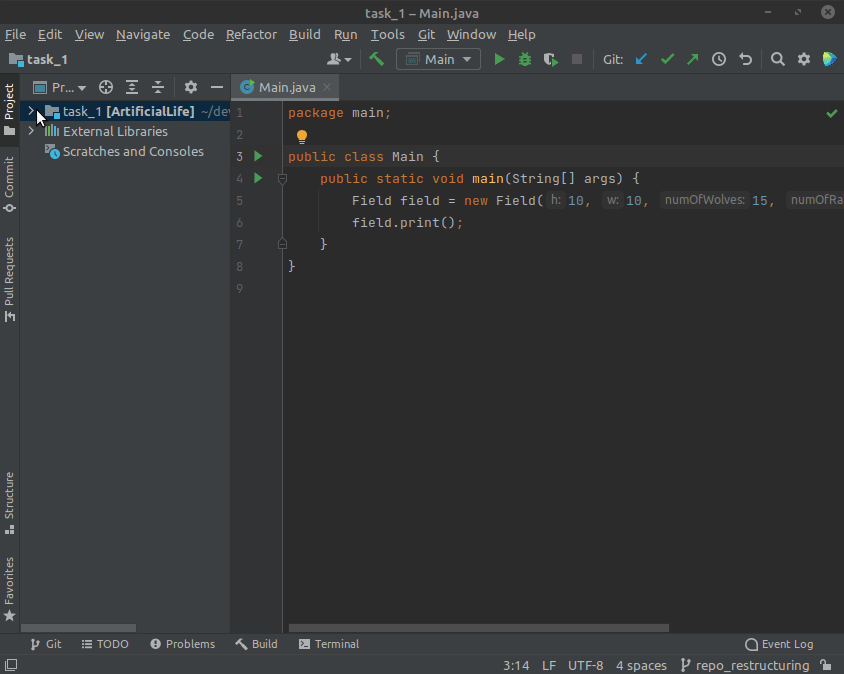 task_1 – Main.java
File Edit View Navigate Code Refactor Build Run Tools Git Window Help
task_1 Main Git:
Project
Commit
Pull Requests
Structure
Favorites
Pr...
task_1 [ArtificialLife] ~/de
External Libraries
Scratches and Consoles
Main.java
1 package main;
2
3 public class Main {
4 public static void main(String[] args) {
5 Field field = new Field( h: 10, w: 10, numOfWolves: 15, numOfRa
6 field.print();
7 }
8 }
9
Git TODO Problems Build Terminal Event Log
3:14 LF UTF-8 4 spaces repo_restructuring